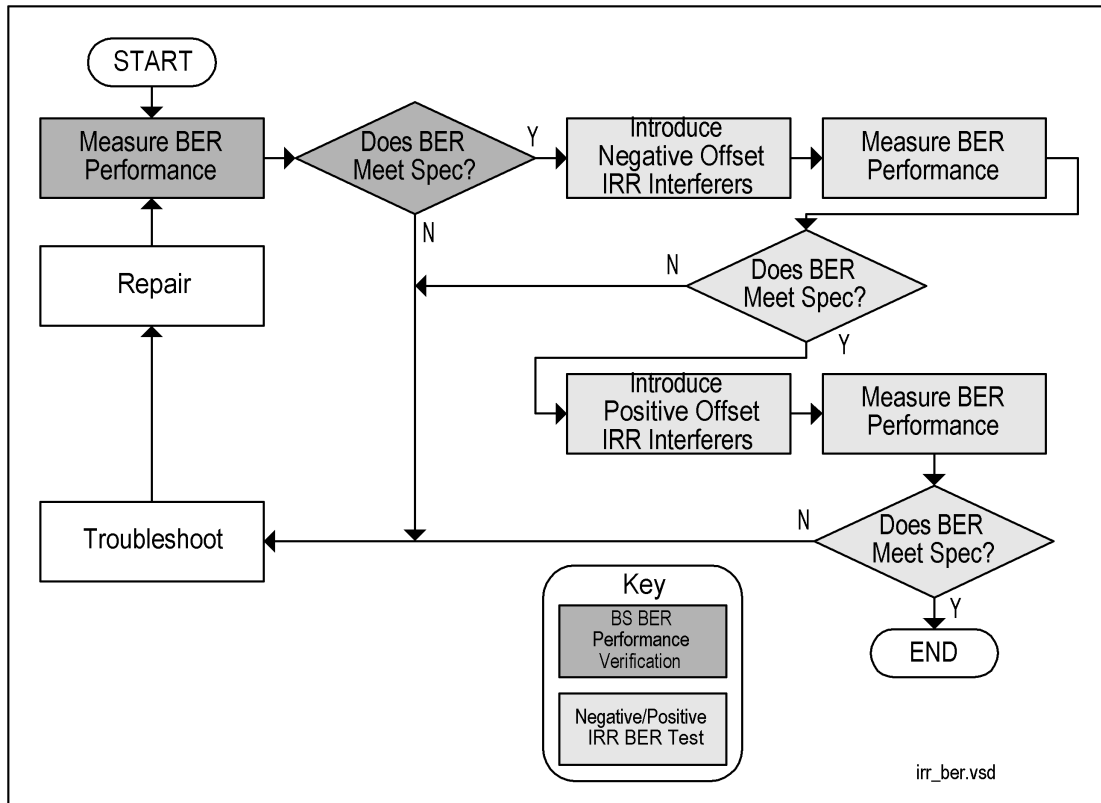 START
Measure BER
Performance
Does BER
Meet Spec?
Y
N
Introduce
Negative Offset
IRR Interferers
Measure BER
Performance
Repair
Does BER
Meet Spec?
N
Y
Introduce
Positive Offset
IRR Interferers
Measure BER
Performance
Troubleshoot
Does BER
Meet Spec?
N
Y
END
Key
BS BER
Performance
Verification
Negative/Positive
IRR BER Test
irr_ber.vsd